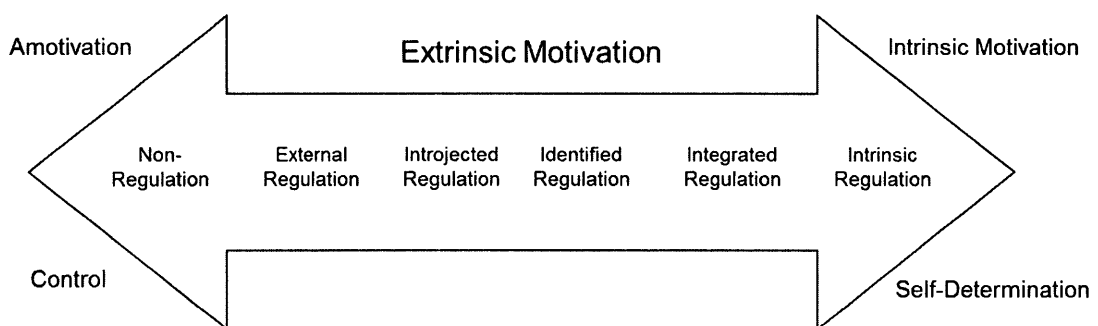 Amotivation
Extrinsic Motivation
Intrinsic Motivation
Non-
Regulation
External
Regulation
Introjected
Regulation
Identified
Regulation
Integrated
Regulation
Intrinsic
Regulation
Control
Self-Determination